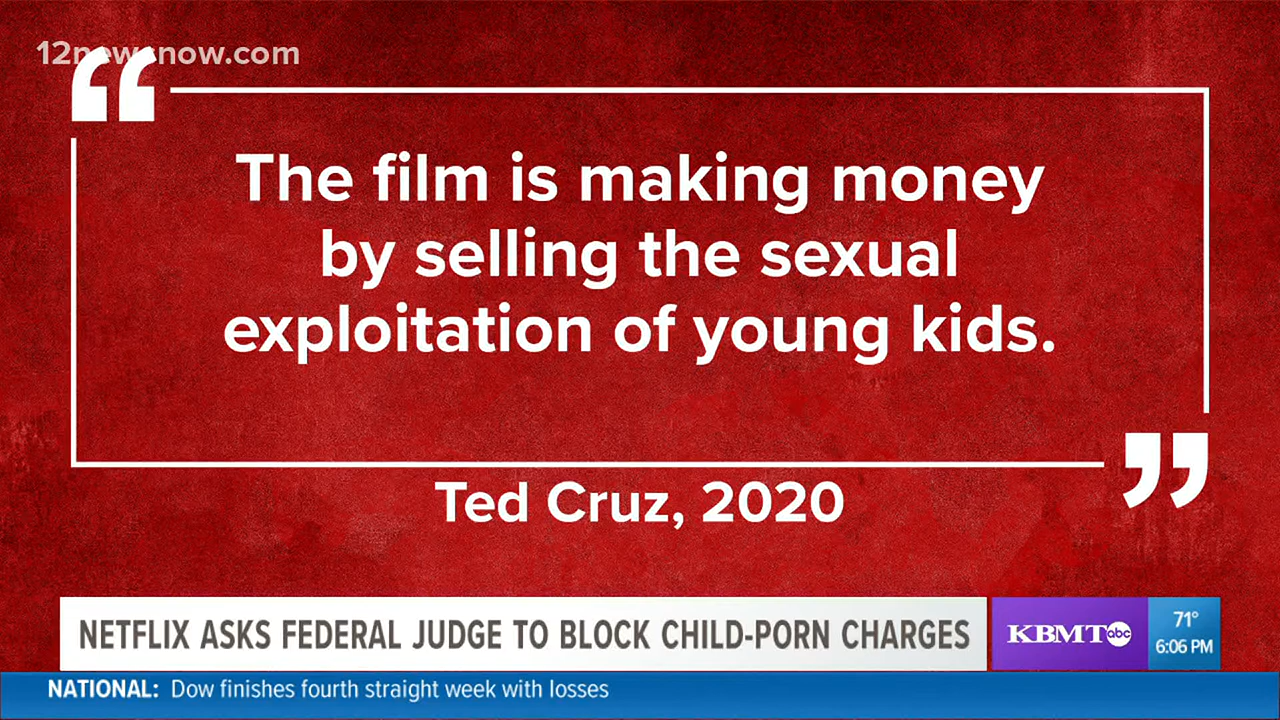 12newsnow.com
“
The film is making money
by selling the sexual
exploitation of young kids.
”
Ted Cruz, 2020
NETFLIX ASKS FEDERAL JUDGE TO BLOCK CHILD-PORN CHARGES
KBMT abc
71°
6:06 PM
NATIONAL: Dow finishes fourth straight week with losses